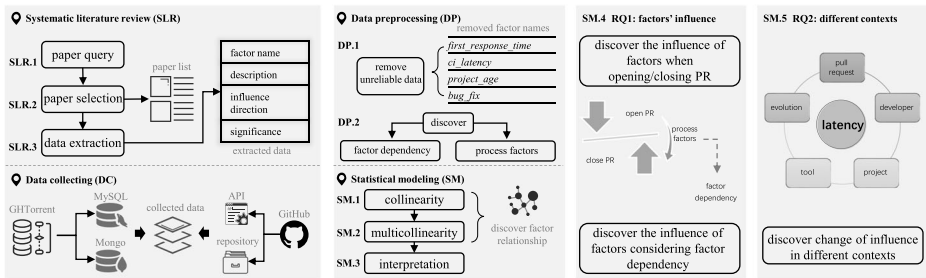 Systematic literature review (SLR)
SLR.1
paper query
SLR.2
paper selection
SLR.3
data extraction
paper list
factor name
description
influence
direction
significance
extracted data
Data collecting (DC)
GHTorrent
MySQL
Mongo
collected data
API
repository
GitHub
Data preprocessing (DP)
removed factor names
DP.1
remove
unreliable data
first_response_time
ci_latency
project_age
bug_fix
DP.2
discover
factor dependency
process factors
Statistical modeling (SM)
SM.1
collinearity
SM.2
multicollinearity
SM.3
interpretation
discover factor
relationship
SM.4 RQ1: factors' influence
discover the influence of
factors when
opening/closing PR
open PR
process
factors
close PR
factor
dependency
discover the influence of
factors considering factor
dependency
SM.5 RQ2: different contexts
pull
request
evolution
developer
latency
tool
project
discover change of influence
in different contexts